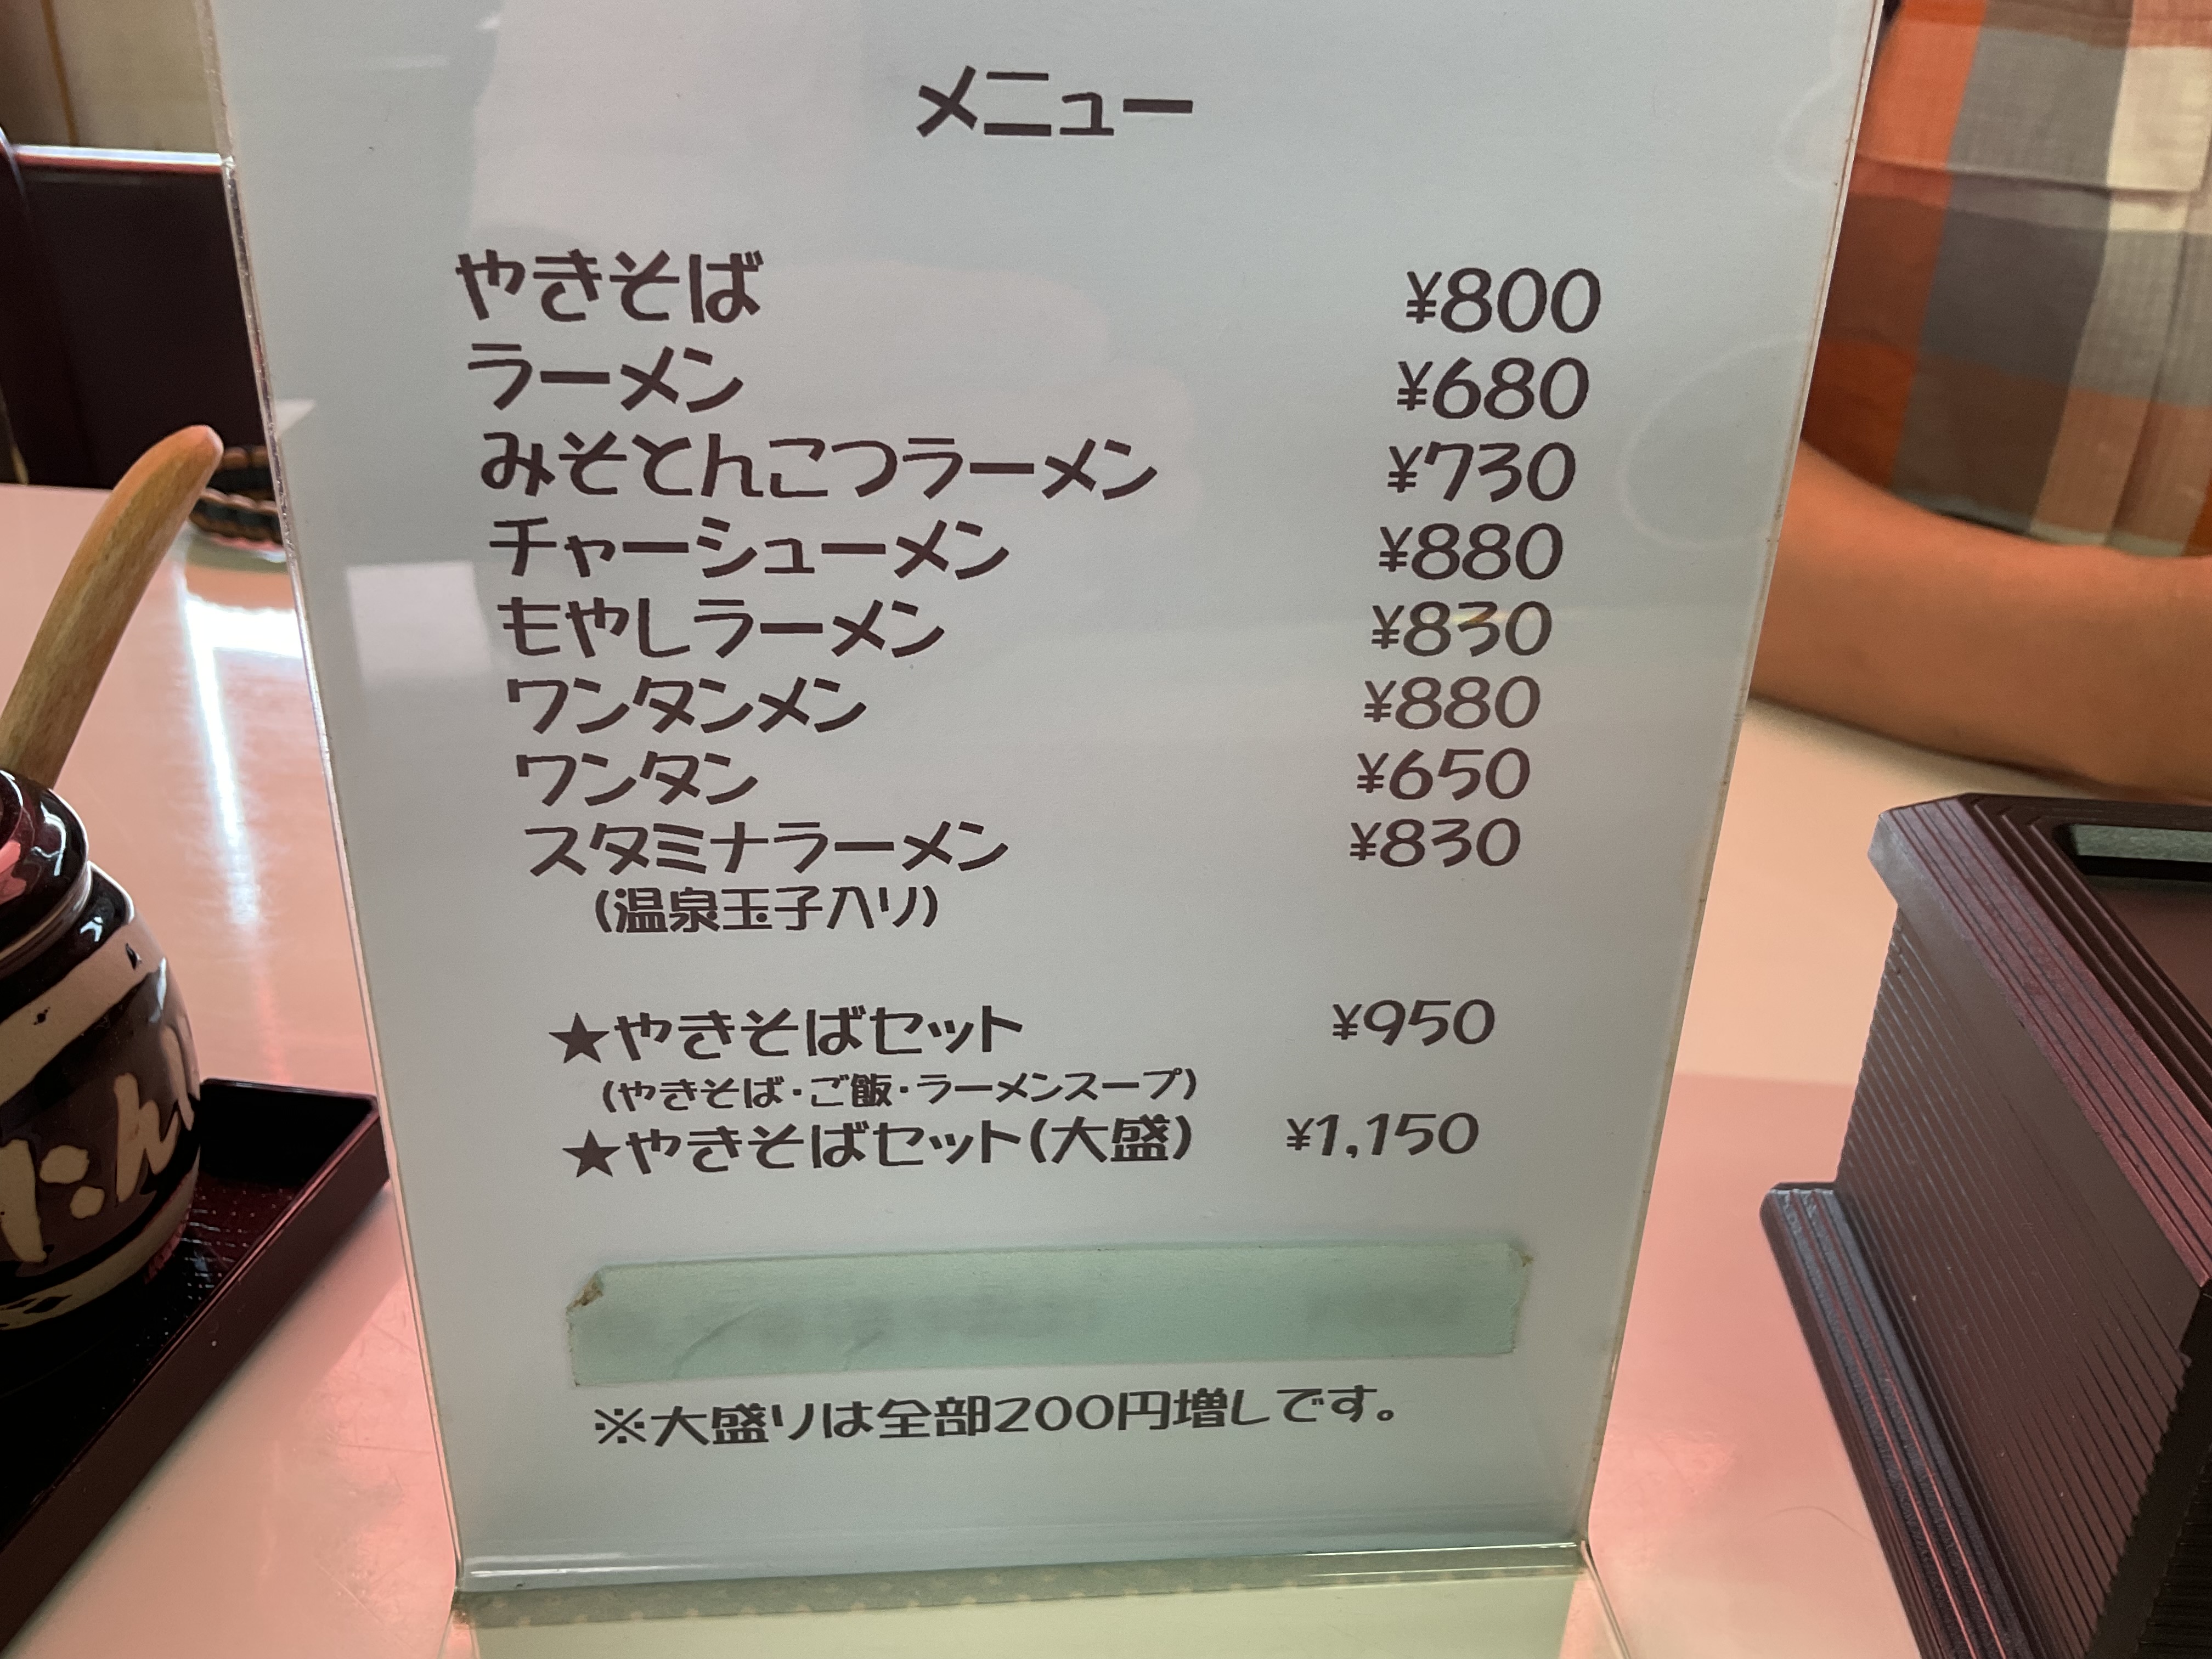 メニュー
やきそば ¥800
ラーメン ¥680
みそとんこつラーメン ¥730
チャーシューメン ¥880
もやしラーメン ¥830
ワンタンメン ¥880
ワンタン ¥650
スタミナラーメン ¥830
(温泉玉子入り)
★やきそばセット ¥950
(やきそば・ご飯・ラーメンスープ)
★やきそばセット(大盛) ¥1,150
※大盛りは全部200円増しです。